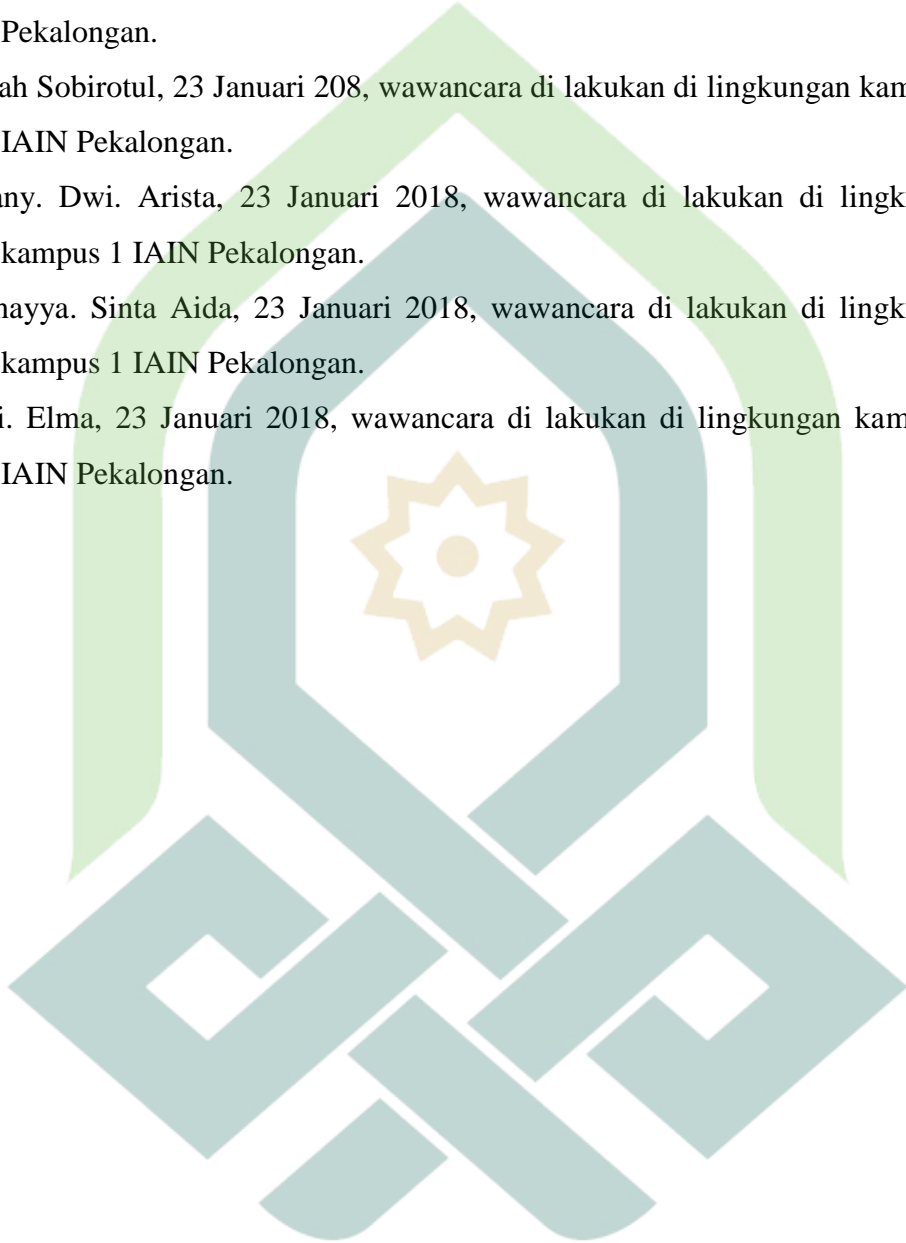 Pekalongan.
ah Sobirotul, 23 Januari 208, wawancara di lakukan di lingkungan kam
IAIN Pekalongan.
any. Dwi. Arista, 23 Januari 2018, wawancara di lakukan di lingk
kampus 1 IAIN Pekalongan.
nayya. Sinta Aida, 23 Januari 2018, wawancara di lakukan di lingk
kampus 1 IAIN Pekalongan.
i. Elma, 23 Januari 2018, wawancara di lakukan di lingkungan kam
IAIN Pekalongan.